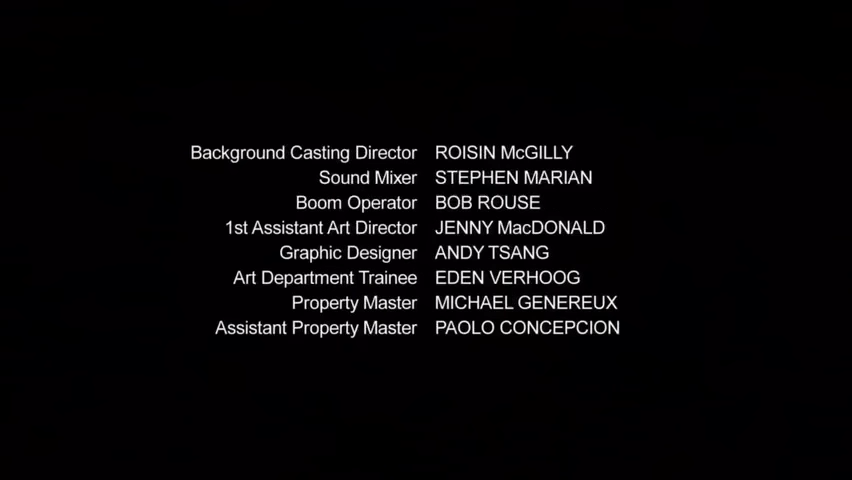 Background Casting Director ROISIN McGILLY
Sound Mixer STEPHEN MARIAN
Boom Operator BOB ROUSE
1st Assistant Art Director JENNY MacDONALD
Graphic Designer ANDY TSANG
Art Department Trainee EDEN VERHOOG
Property Master MICHAEL GENEREUX
Assistant Property Master PAOLO CONCEPCION